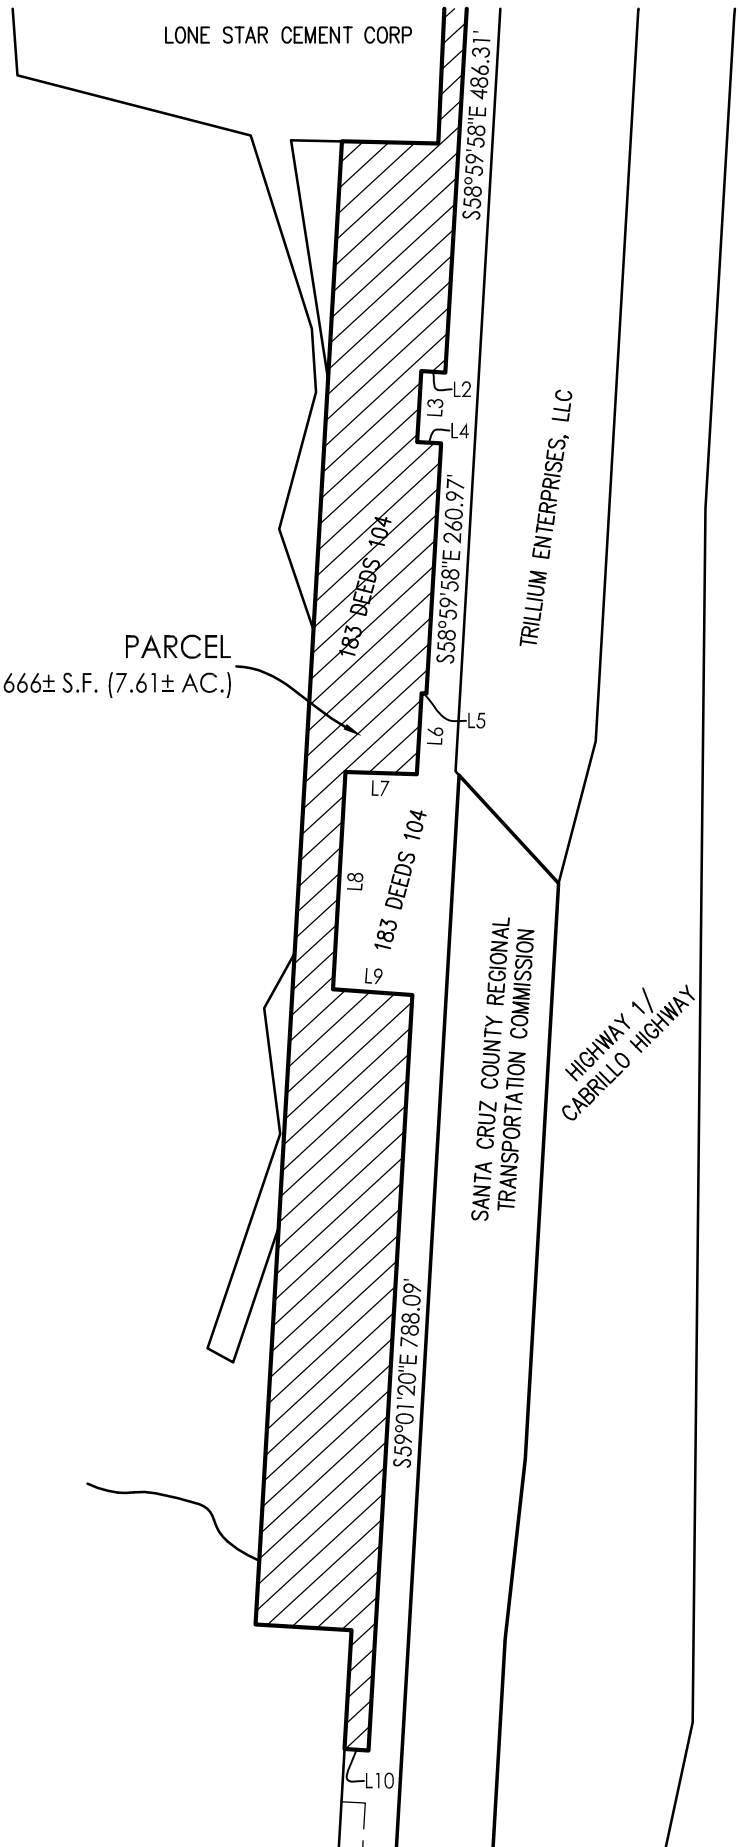 LONE STAR CEMENT CORP
S58°59'58"E 486.31'
L2
L3
L4
TRILLIUM ENTERPRISES, LLC
183 DEEDS 104
S58°59'58"E 260.97'
PARCEL
666± S.F. (7.61± AC.)
L5
L6
L7
183 DEEDS 104
L8
L9
SANTA CRUZ COUNTY REGIONAL
TRANSPORTATION COMMISSION
HIGHWAY 1/
CABRILLO HIGHWAY
S59°01'20"E 788.09'
L10